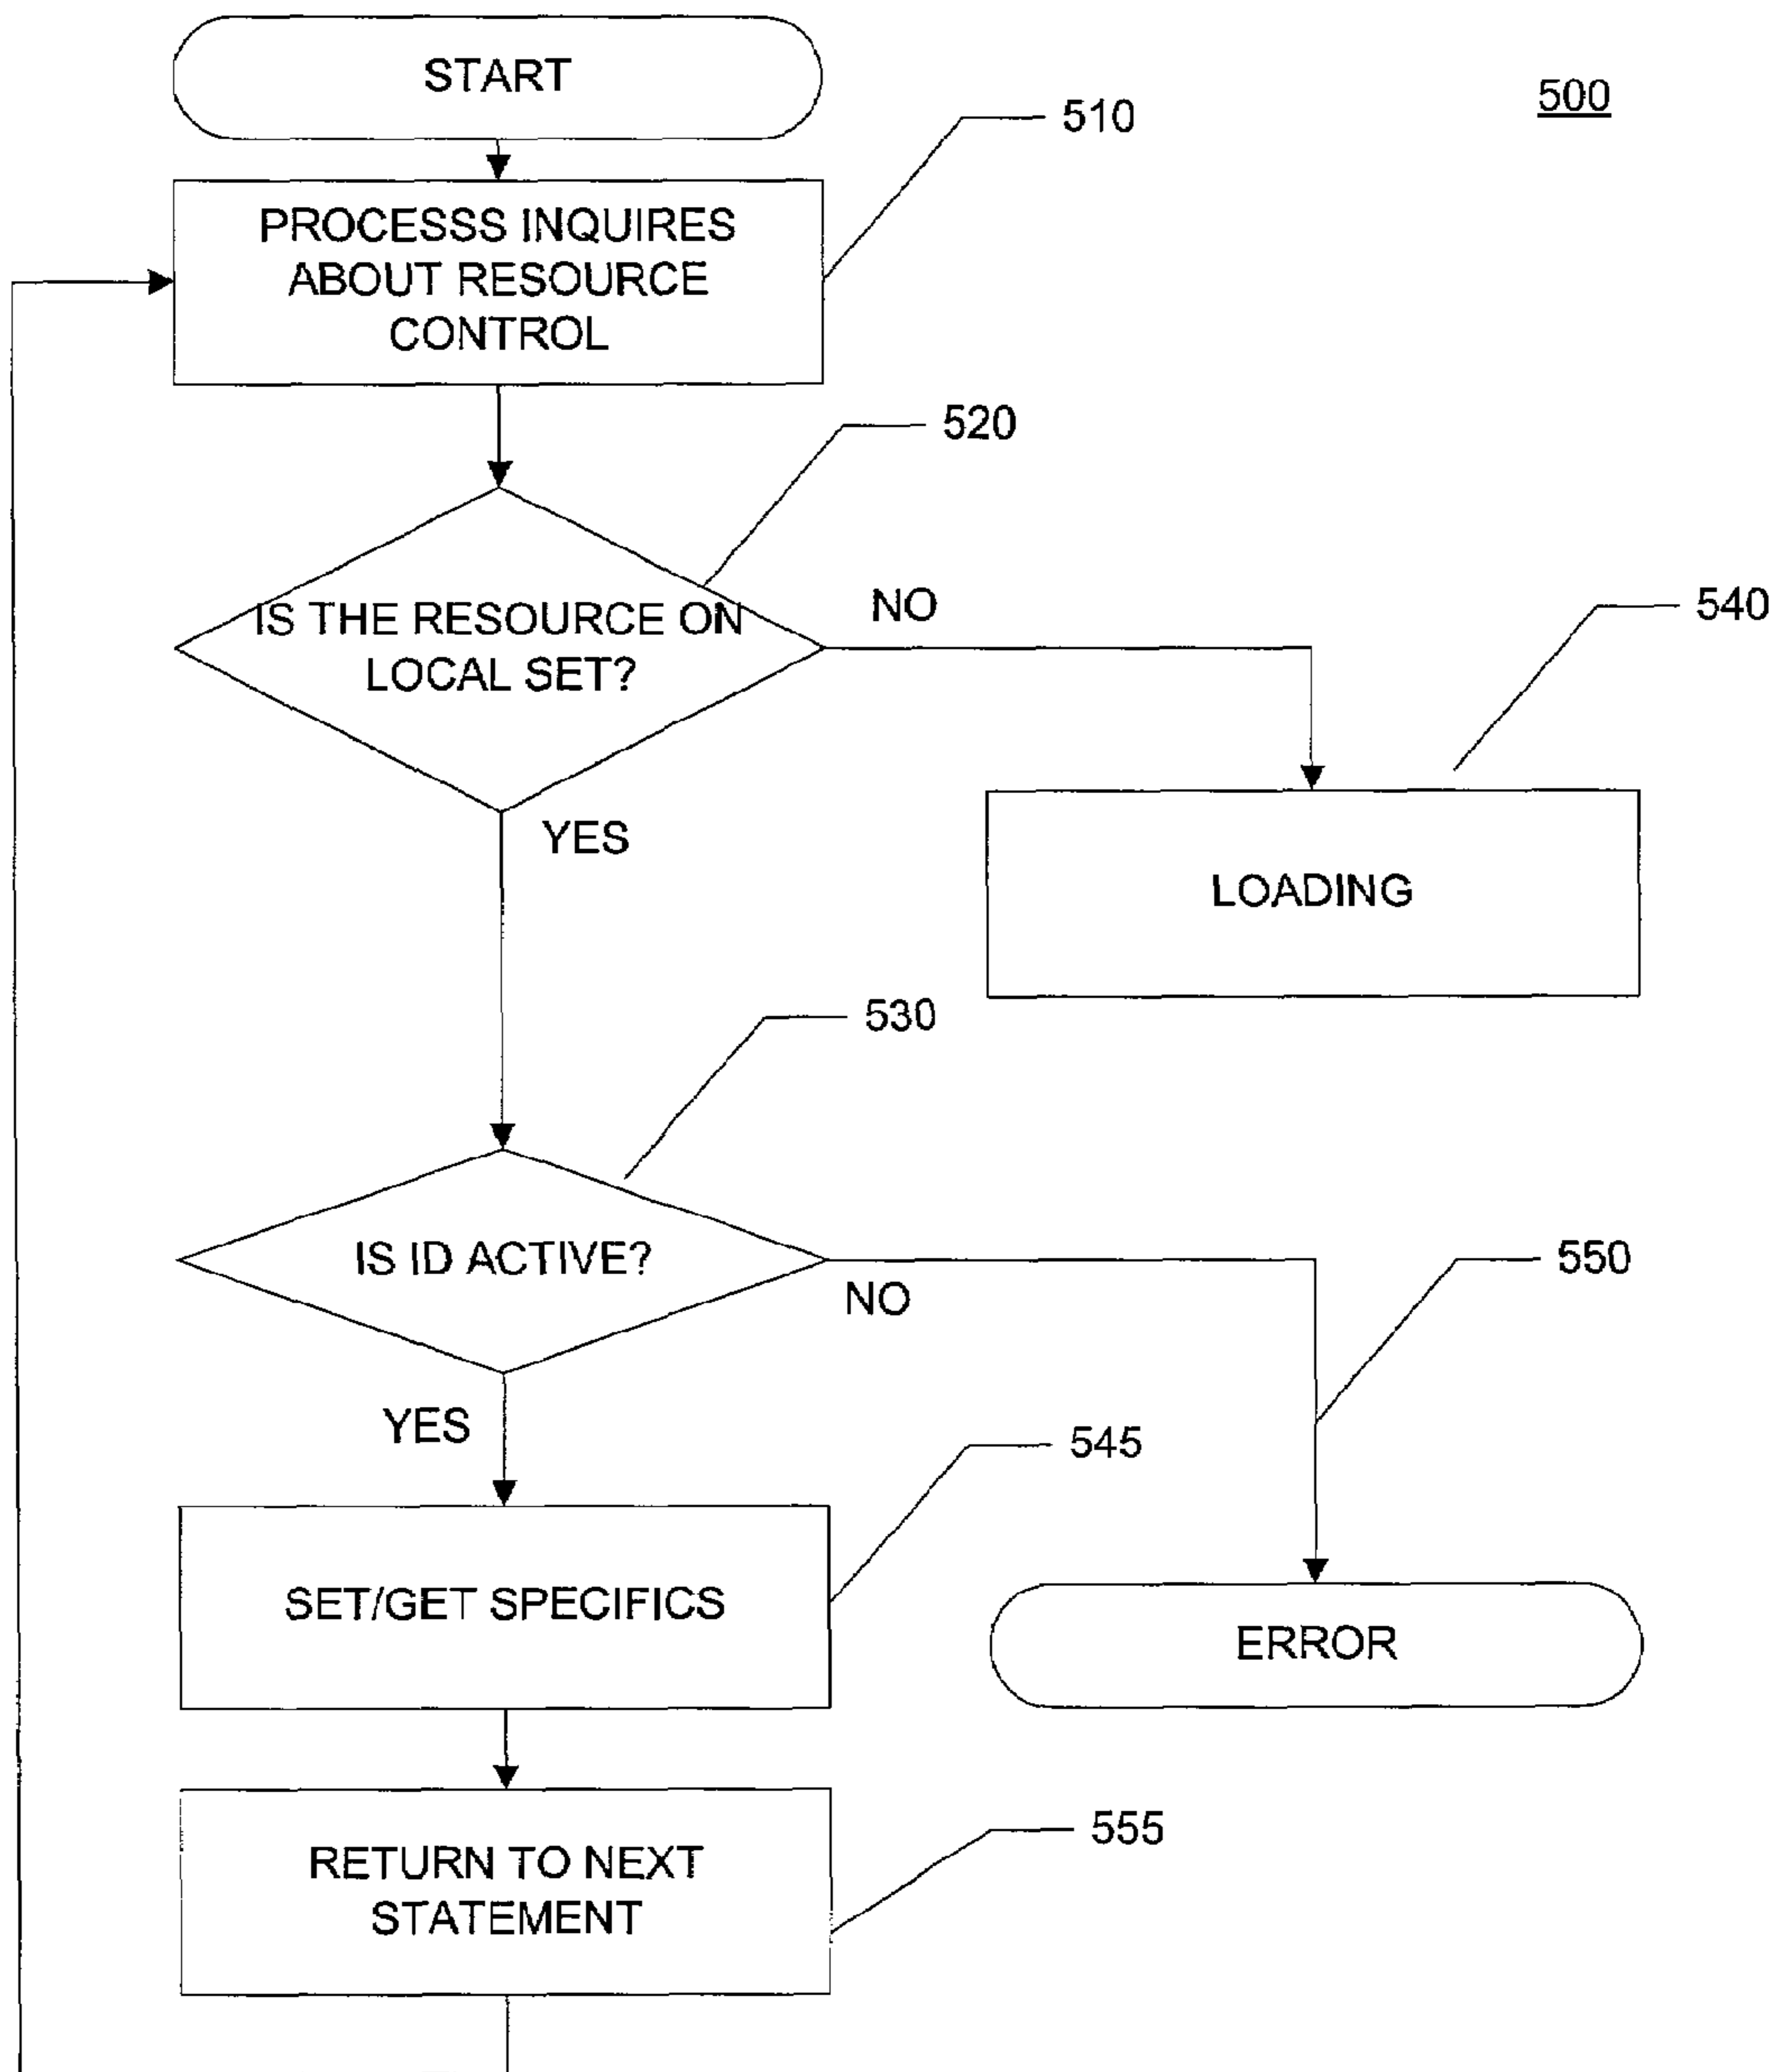 START
500
510
PROCESSS INQUIRES
ABOUT RESOURCE
CONTROL
520
IS THE RESOURCE ON
LOCAL SET?
NO
540
YES
LOADING
530
IS ID ACTIVE?
NO
550
YES
545
SET/GET SPECIFICS
ERROR
555
RETURN TO NEXT
STATEMENT